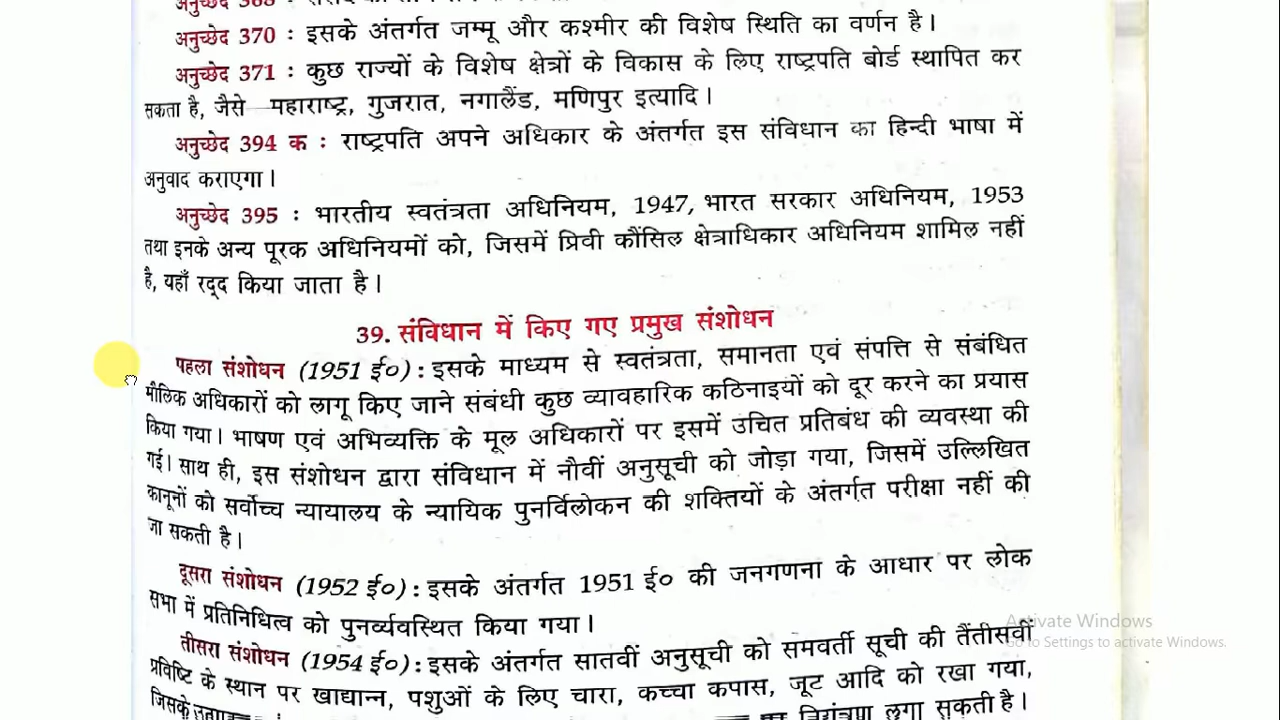 अनुच्छेद 370 : इसके अंतर्गत जम्मू और कश्मीर की विशेष स्थिति का वर्णन है।
अनुच्छेद 371 : कुछ राज्यों के विशेष क्षेत्रों के विकास के लिए राष्ट्रपति बोर्ड स्थापित कर
सकता है, जैसे—महाराष्ट्र, गुजरात, नगालैंड, मणिपुर इत्यादि।
अनुच्छेद 394 क : राष्ट्रपति अपने अधिकार के अंतर्गत इस संविधान का हिन्दी भाषा में
अनुवाद कराएगा।
अनुच्छेद 395 : भारतीय स्वतंत्रता अधिनियम, 1947, भारत सरकार अधिनियम, 1953
तथा इनके अन्य पूरक अधिनियमों को, जिसमें प्रिवी कौंसिल क्षेत्राधिकार अधिनियम शामिल नहीं
है, यहाँ रद्द किया जाता है।
39. संविधान में किए गए प्रमुख संशोधन
पहला संशोधन (1951 ई०) : इसके माध्यम से स्वतंत्रता, समानता एवं संपत्ति से संबंधित
मौलिक अधिकारों को लागू किए जाने संबंधी कुछ व्यावहारिक कठिनाइयों को दूर करने का प्रयास
किया गया। भाषण एवं अभिव्यक्ति के मूल अधिकारों पर इसमें उचित प्रतिबंध की व्यवस्था की
गई। साथ ही, इस संशोधन द्वारा संविधान में नौवीं अनुसूची को जोड़ा गया, जिसमें उल्लिखित
कानूनों को सर्वोच्च न्यायालय के न्यायिक पुनर्विलोकन की शक्तियों के अंतर्गत परीक्षा नहीं की
जा सकती है।
दूसरा संशोधन (1952 ई०) : इसके अंतर्गत 1951 ई० की जनगणना के आधार पर लोक
सभा में प्रतिनिधित्व को पुनर्व्यवस्थित किया गया।
तीसरा संशोधन (1954 ई०) : इसके अंतर्गत सातवीं अनुसूची को समवर्ती सूची की तैंतीसवीं
प्रविष्टि के स्थान पर खाद्यान्न, पशुओं के लिए चारा, कच्चा कपास, जूट आदि को रखा गया,
जिसके नियंत्रण लगा सकती है।
Activate Windows
Go to Settings to activate Windows.